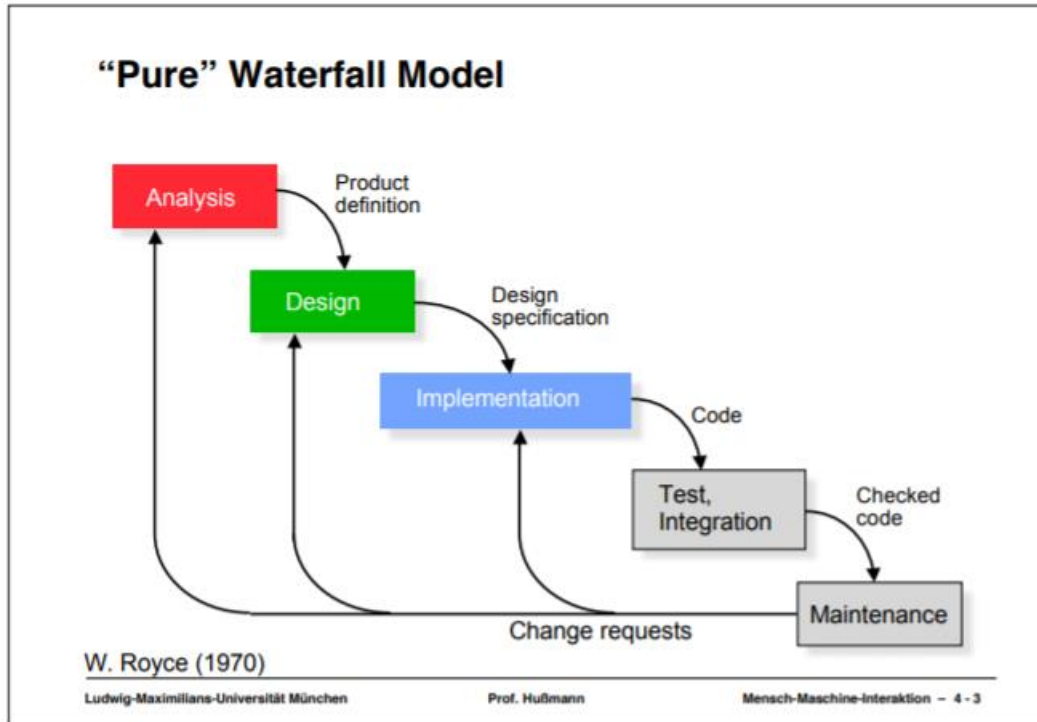 “Pure” Waterfall Model
Analysis
Product
definition
Design
Design
specification
Implementation
Code
Test,
Integration
Checked
code
Maintenance
Change requests
W. Royce (1970)
Ludwig-Maximilians-Universität München Prof. Hußmann Mensch-Maschine-Interaktion – 4 - 3